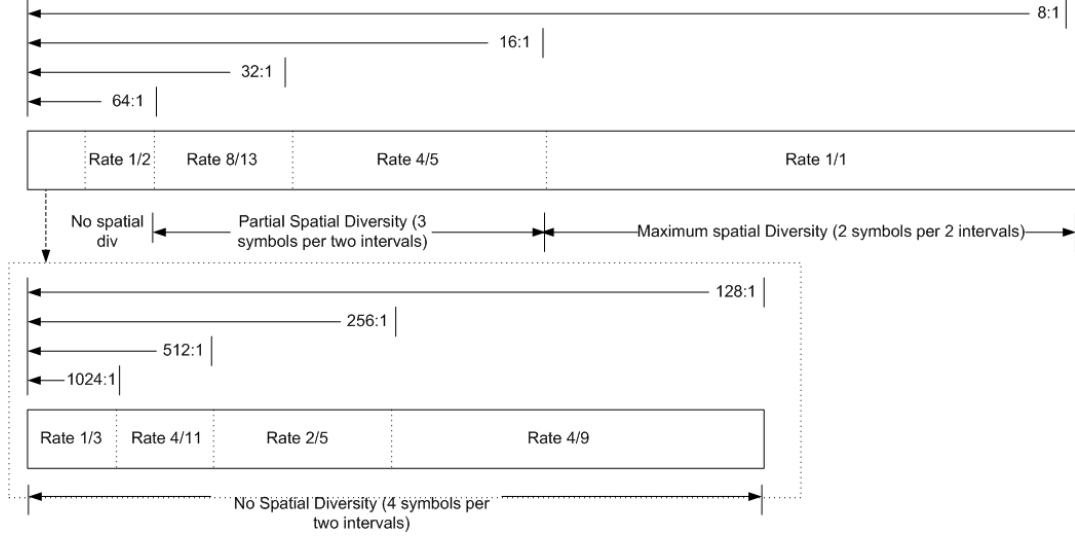 8:1
16:1
32:1
64:1
Rate 1/2 Rate 8/13 Rate 4/5 Rate 1/1
No spatial
div
Partial Spatial Diversity (3
symbols per two intervals)
Maximum spatial Diversity (2 symbols per 2 intervals)
128:1
256:1
512:1
1024:1
Rate 1/3 Rate 4/11 Rate 2/5 Rate 4/9
No Spatial Diversity (4 symbols per
two intervals)